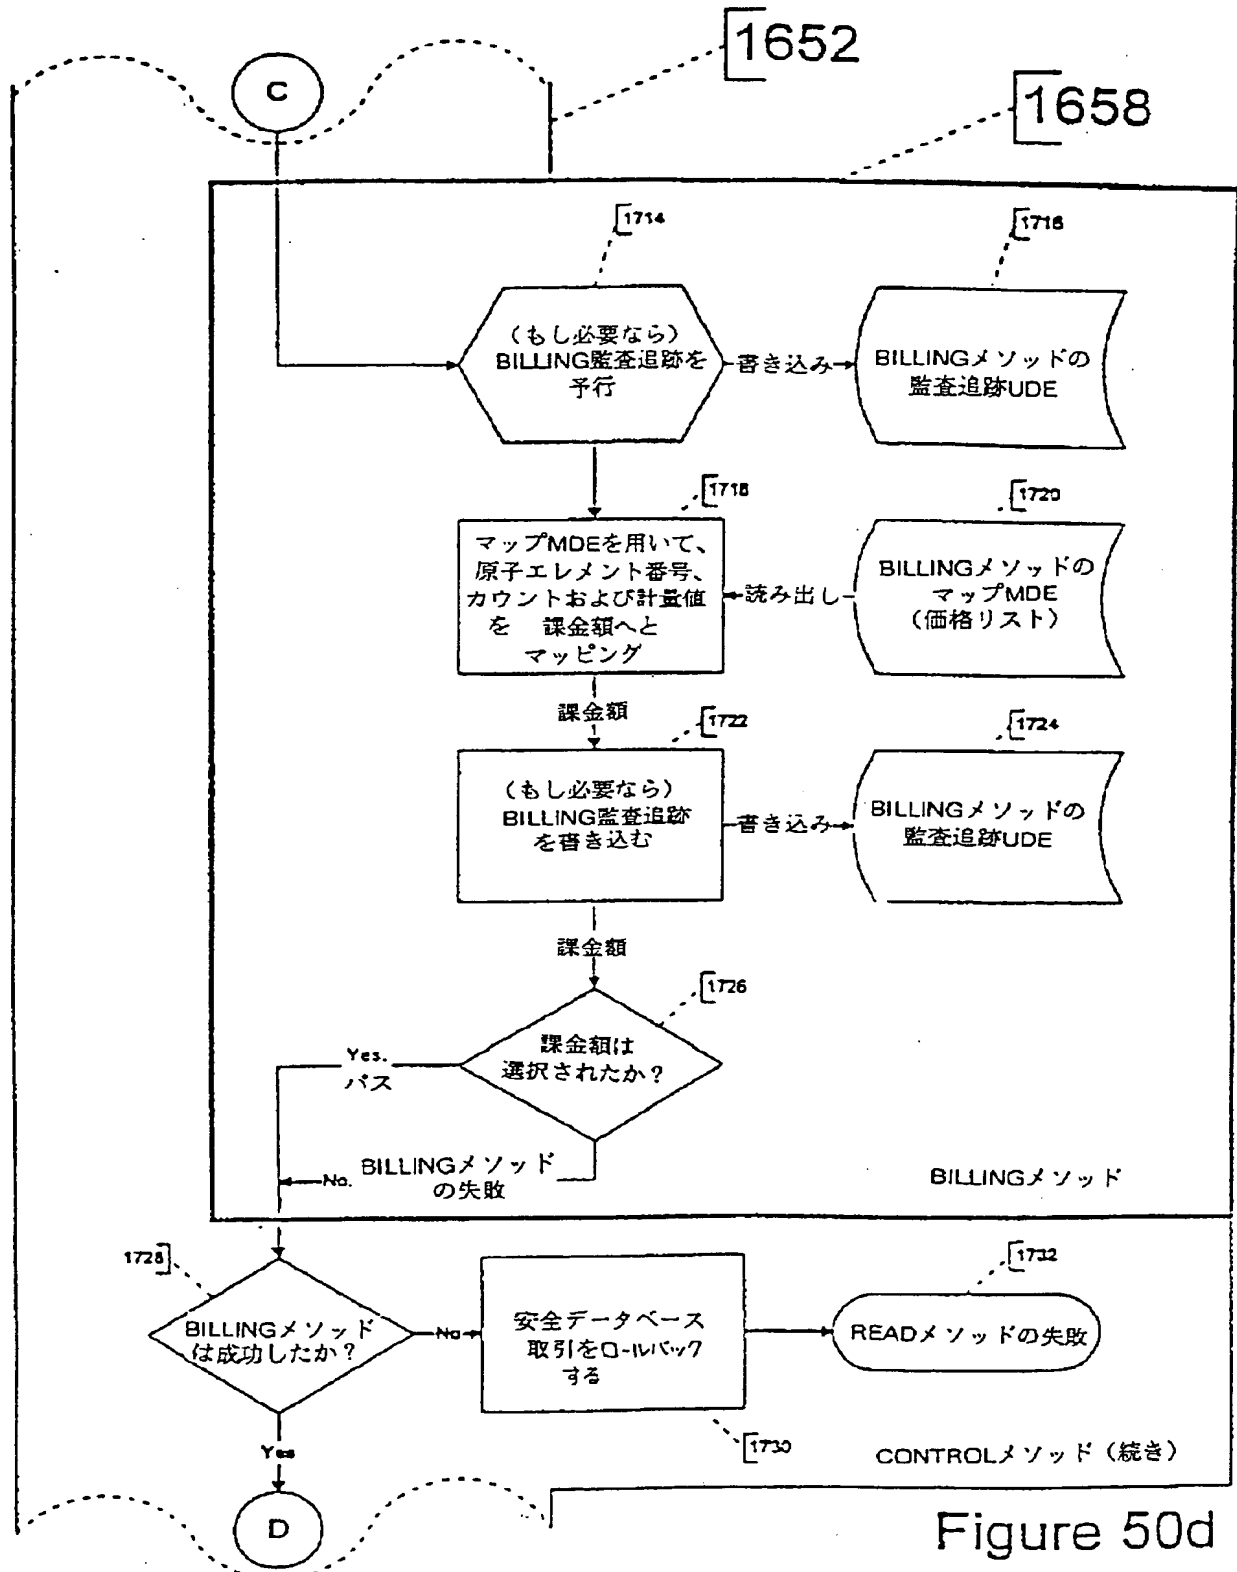 1652
C
1658
1714
1716
(もし必要なら)
BILLING監査追跡を
予行
書き込み
BILLINGメソッドの
監査追跡UDE
1718
1720
マップMDEを用いて、
原子エレメント番号、
カウントおよび計量値
を 課金額へと
マッピング
読み出し
BILLINGメソッドの
マップMDE
(価格リスト)
課金額
1722
1724
(もし必要なら)
BILLING監査追跡
を書き込む
書き込み
BILLINGメソッドの
監査追跡UDE
課金額
1726
課金額は
選択されたか?
Yes.
パス
No.
BILLINGメソッド
の失敗
BILLINGメソッド
1728
1732
BILLINGメソッド
は成功したか?
No
安全データベース
取引をロールバック
する
READメソッドの失敗
1730
Yes
CONTROLメソッド(続き)
D
Figure 50d